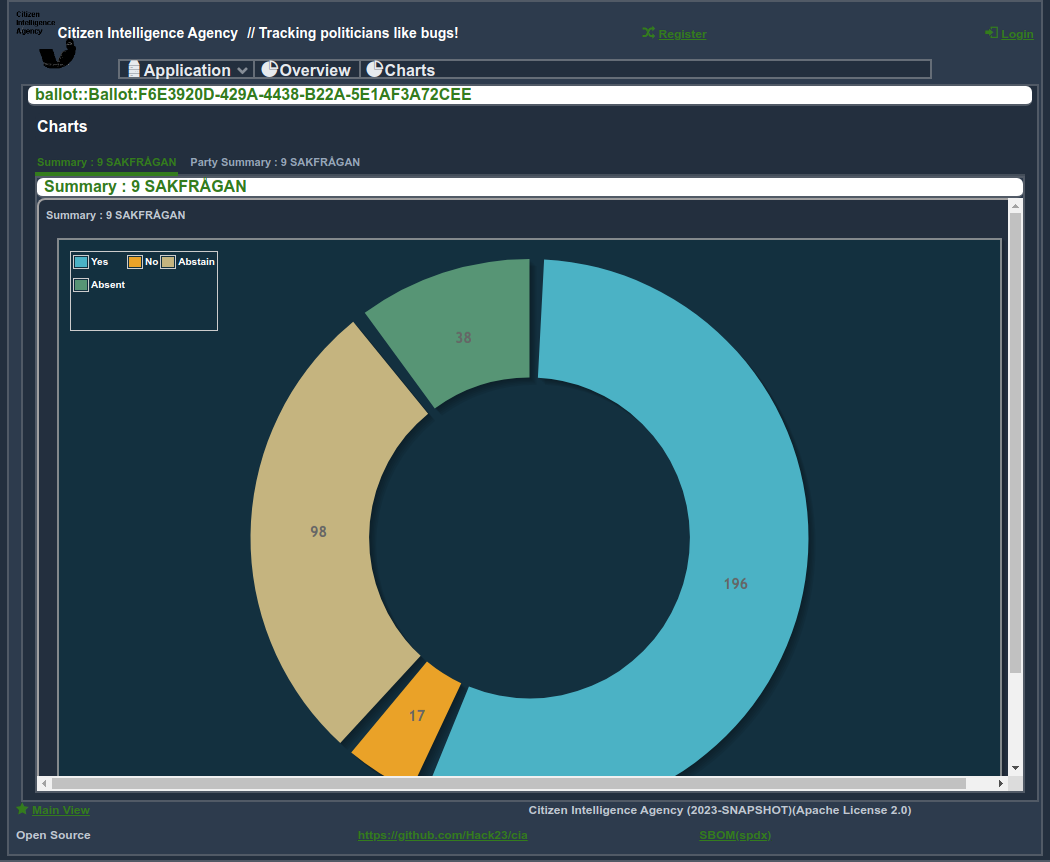 Citizen
Intelligence
Agency
Citizen Intelligence Agency // Tracking politicians like bugs!
Register
Login
Application
Overview
Charts
ballot::Ballot:F6E3920D-429A-4438-B22A-5E1AF3A72CEE
Charts
Summary : 9 SAKFRÅGAN
Party Summary : 9 SAKFRÅGAN
Summary : 9 SAKFRÅGAN
Summary : 9 SAKFRÅGAN
Yes
No
Abstain
Absent
38
98
196
17
Main View
Citizen Intelligence Agency (2023-SNAPSHOT)(Apache License 2.0)
Open Source
https://github.com/Hack23/cia
SBOM(spdx)